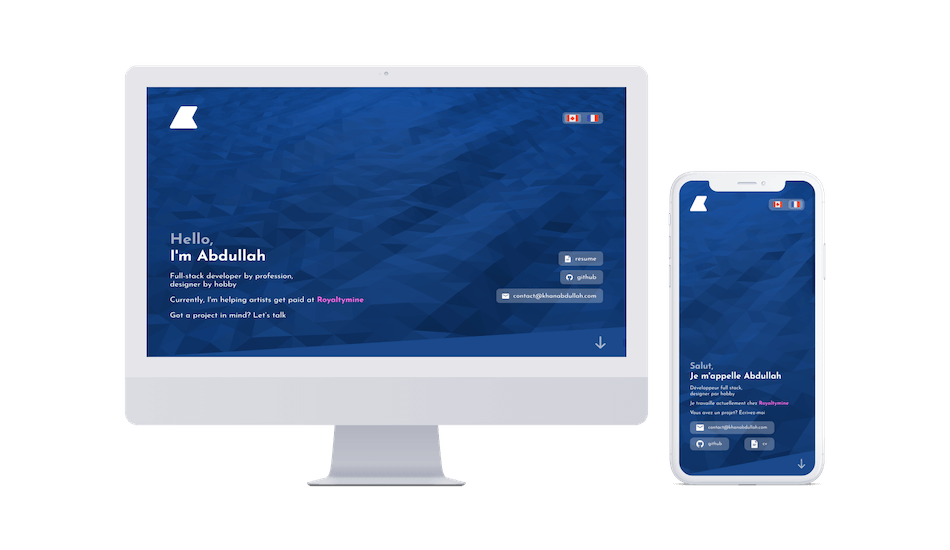 Hello,
I'm Abdullah
Full-stack developer by profession,
designer by hobby
Currently, I'm helping artists get paid at Royaltymine
Got a project in mind? Let's talk
resume
github
contact@khanabdullah.com
Salut,
Je m'appelle Abdullah
Développeur full stack,
designer par hobby
Je travaille actuellement chez Royaltymine
Vous avez un projet? Écrivez-moi
contact@khanabdullah.com
github